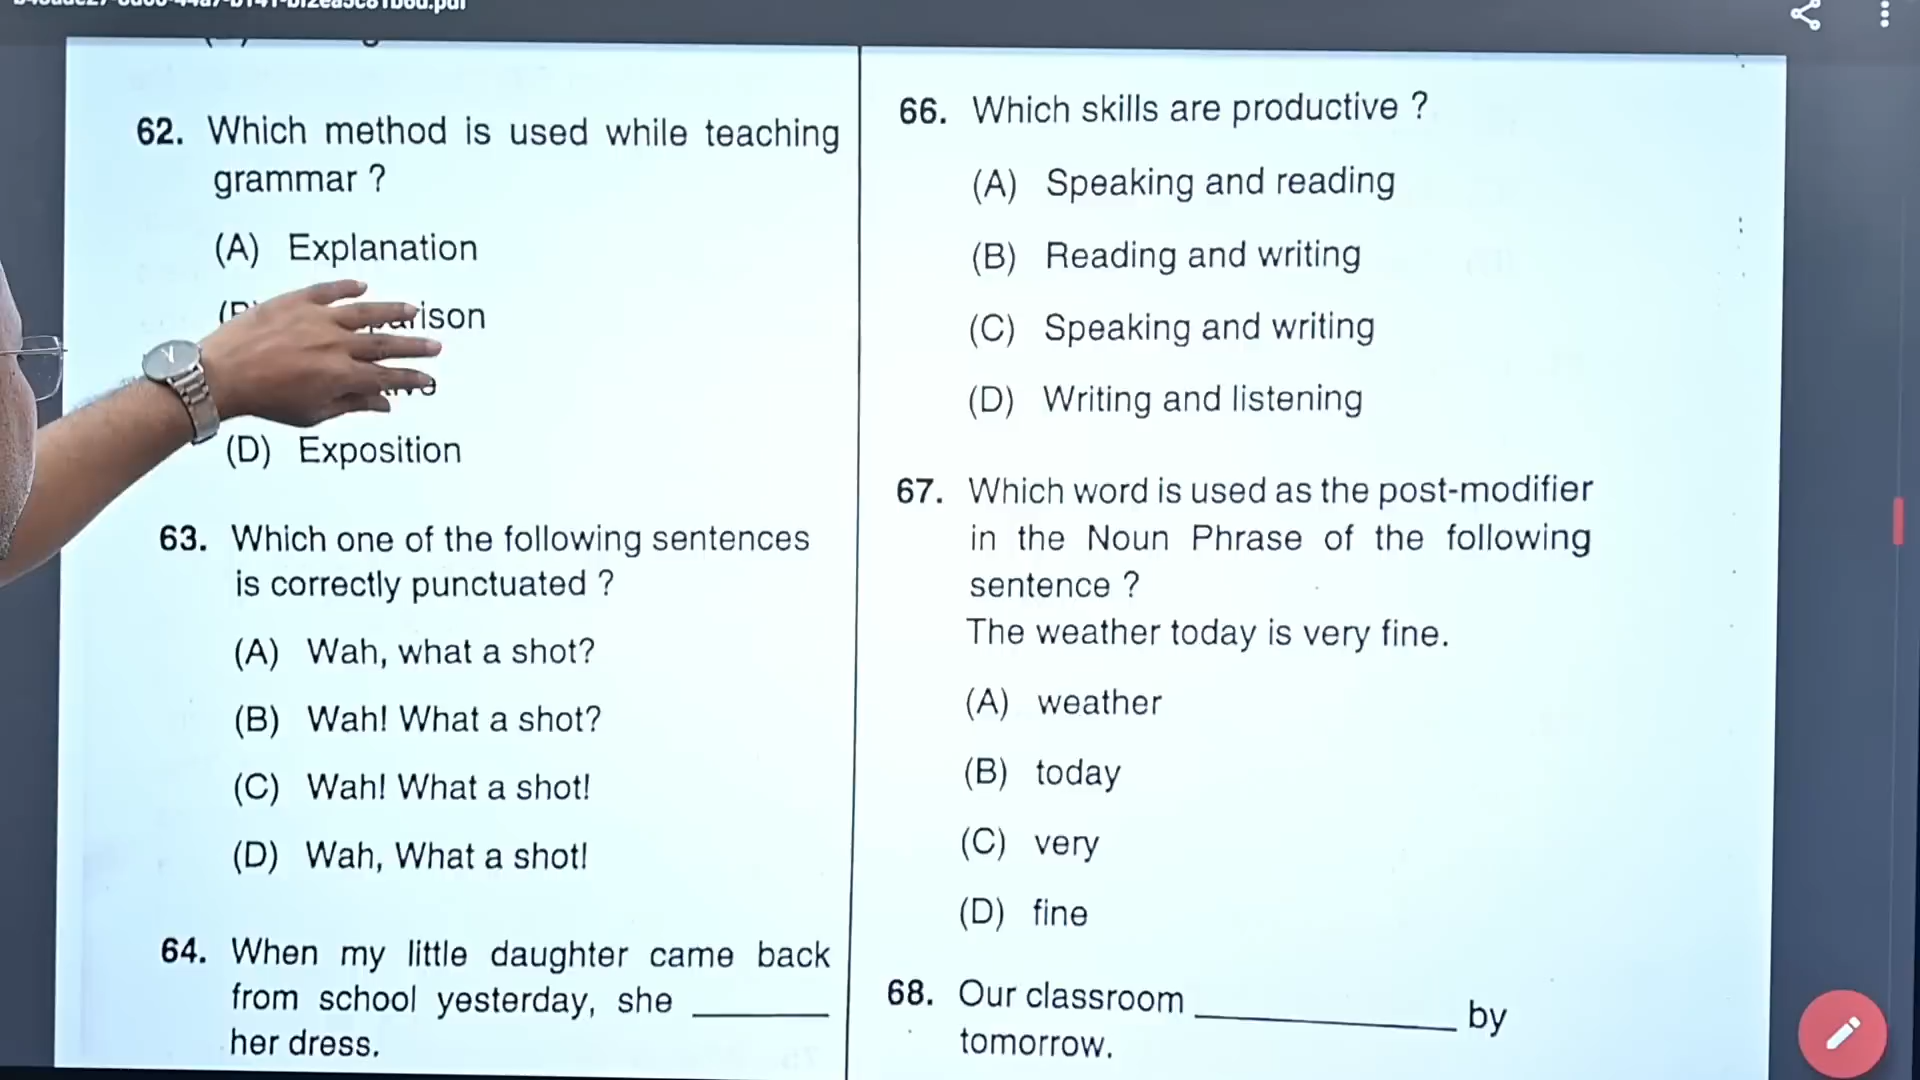 62. Which method is used while teaching
grammar ?
(A) Explanation
(D) Exposition
63. Which one of the following sentences
is correctly punctuated ?
(A) Wah, what a shot?
(B) Wah! What a shot?
(C) Wah! What a shot!
(D) Wah, What a shot!
64. When my little daughter came back
from school yesterday, she ______
her dress.
66. Which skills are productive ?
(A) Speaking and reading
(B) Reading and writing
(C) Speaking and writing
(D) Writing and listening
67. Which word is used as the post-modifier
in the Noun Phrase of the following
sentence ?
The weather today is very fine.
(A) weather
(B) today
(C) very
(D) fine
68. Our classroom ______ by
tomorrow.